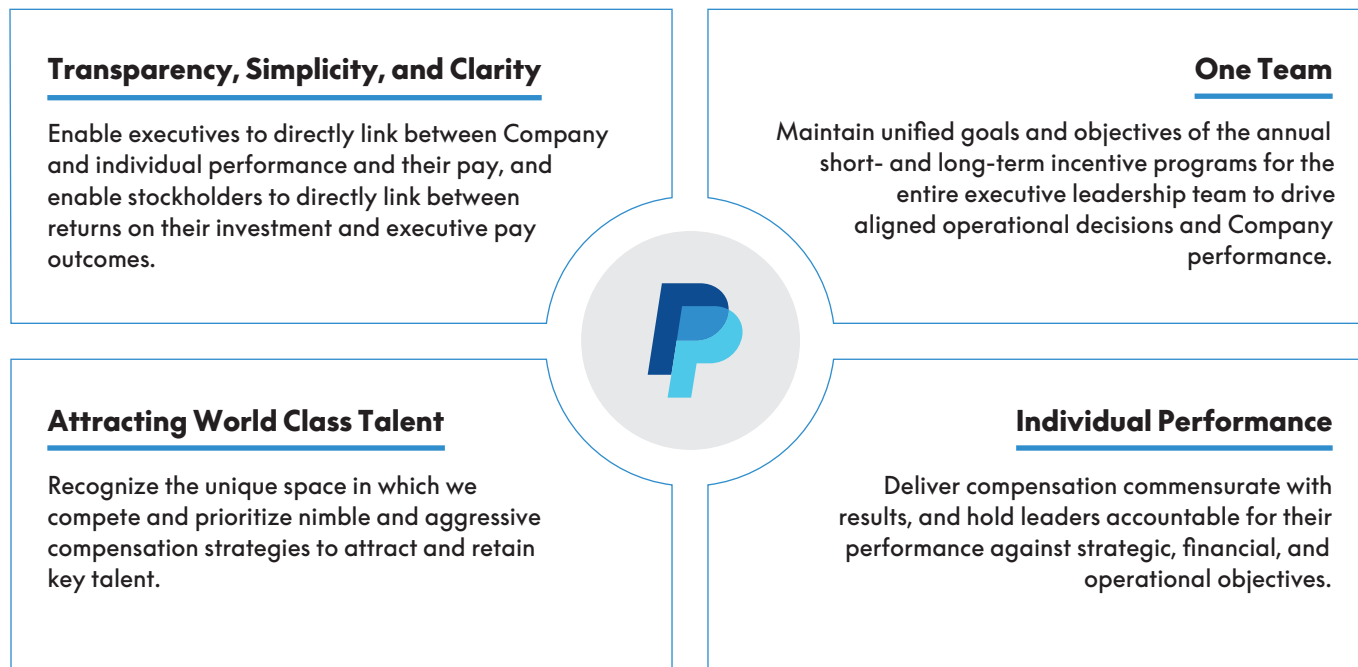 Transparency, Simplicity, and Clarity
Enable executives to directly link between Company
and individual performance and their pay, and
enable stockholders to directly link between
returns on their investment and executive pay
outcomes.
One Team
Maintain unified goals and objectives of the annual
short- and long-term incentive programs for the
entire executive leadership team to drive
aligned operational decisions and Company
performance.
Attracting World Class Talent
Recognize the unique space in which we
compete and prioritize nimble and aggressive
compensation strategies to attract and retain
key talent.
Individual Performance
Deliver compensation commensurate with
results, and hold leaders accountable for their
performance against strategic, financial, and
operational objectives.